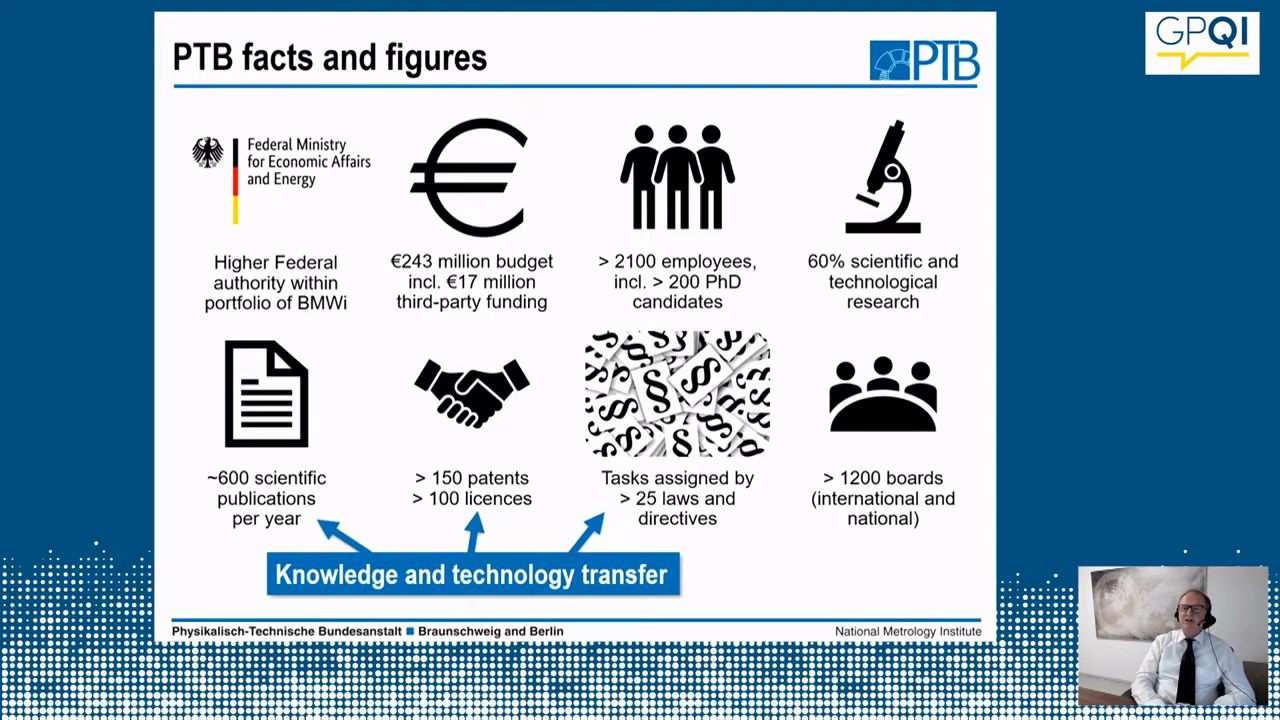 PTB facts and figures
PTB
GPQI
Federal Ministry
for Economic Affairs
and Energy
Higher Federal
authority within
portfolio of BMWi
€243 million budget
incl. €17 million
third-party funding
> 2100 employees,
incl. > 200 PhD
candidates
60% scientific and
technological
research
~600 scientific
publications
per year
> 150 patents
> 100 licences
Tasks assigned by
> 25 laws and
directives
> 1200 boards
(international and
national)
Knowledge and technology transfer
Physikalisch-Technische Bundesanstalt ■ Braunschweig and Berlin
National Metrology Institute